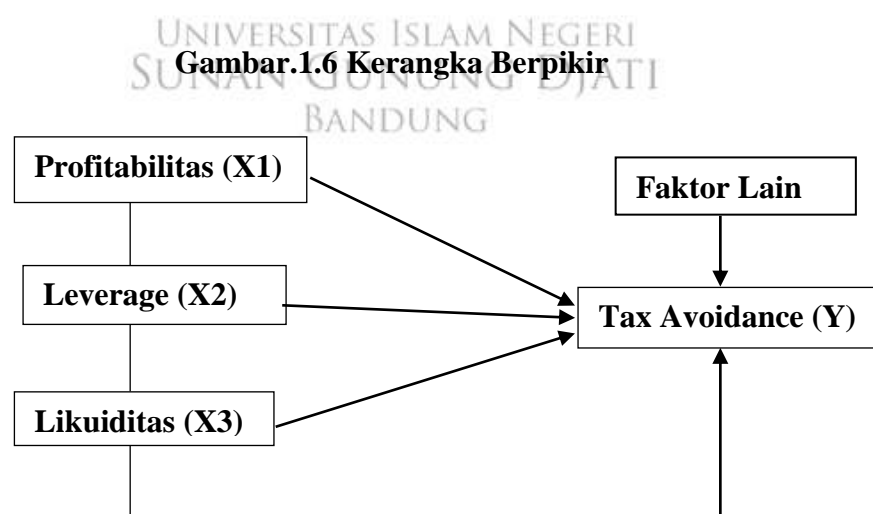 UNIVERSITAS ISLAM NEGERI
SUNAN GUNUNG DJATI
BANDUNG
Gambar.1.6 Kerangka Berpikir
Profitabilitas (X1)
Faktor Lain
Leverage (X2)
Tax Avoidance (Y)
Likuiditas (X3)